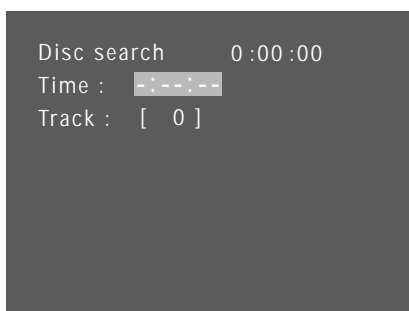 Disc search 0:00:00
Time : -:--:--
Track : [ 0 ]